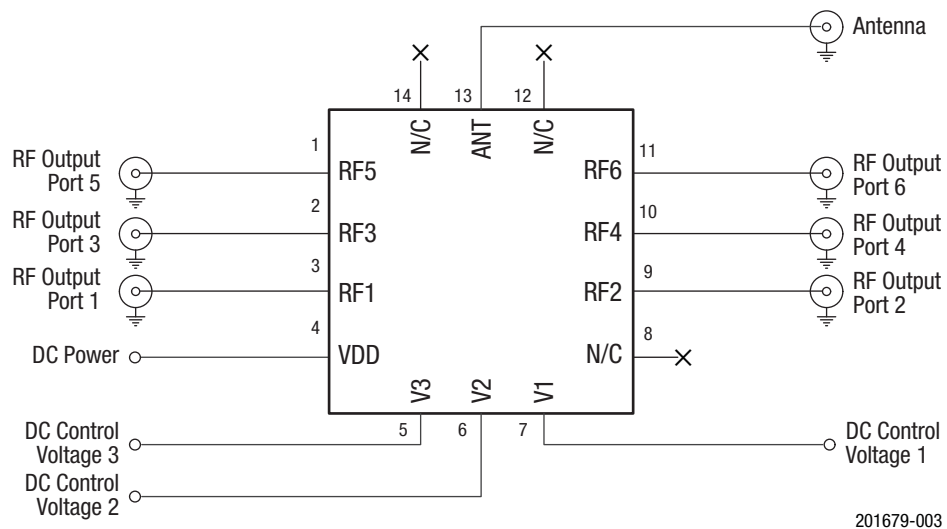 Antenna
14
13
12
N/C
ANT
N/C
1
11
RF Output
Port 5
RF5
RF6
RF Output
Port 6
2
10
RF Output
Port 3
RF3
RF4
RF Output
Port 4
3
9
RF Output
Port 1
RF1
RF2
RF Output
Port 2
4
8
DC Power
VDD
N/C
V3
V2
V1
5
6
7
DC Control
Voltage 3
DC Control
Voltage 1
DC Control
Voltage 2
201679-003